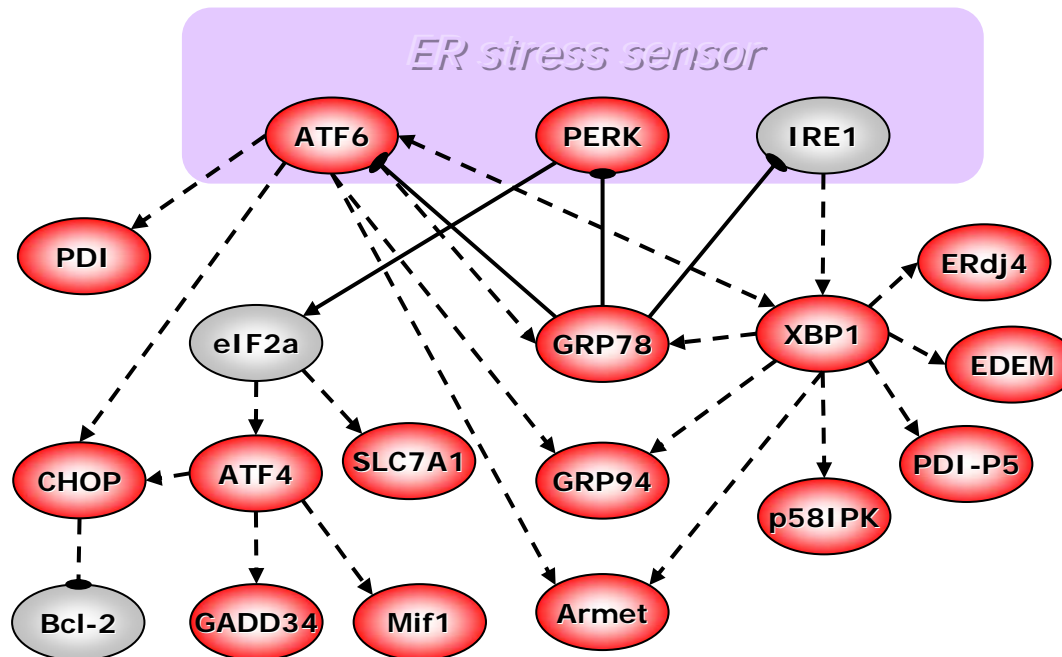 ER stress sensor
ATF6
PERK
IRE1
PDI
ERdj4
eIF2a
GRP78
XBP1
EDEM
CHOP
ATF4
SLC7A1
GRP94
PDI-P5
p58IPK
Bcl-2
GADD34
Mif1
Armet